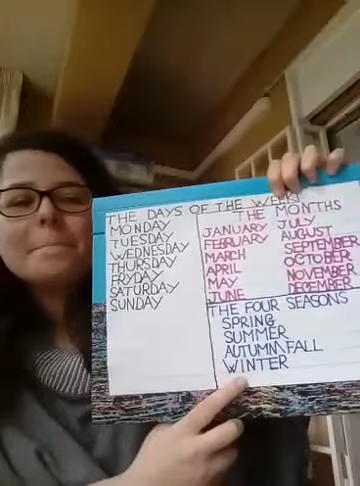 THE DAYS OF THE WEEK
MONDAY
TUESDAY
WEDNESDAY
THURSDAY
FRYDAY
SATURDAY
SUNDAY
THE MONTHS
JANUARY JULY
FEBRUARY AUGUST
MARCH SEPTEMBER
APRIL OCTOBER
MAY NOVEMBER
JUNE DECEMBER
THE FOUR SEASONS
SPRING
SUMMER
AUTUMN FALL
WINTER